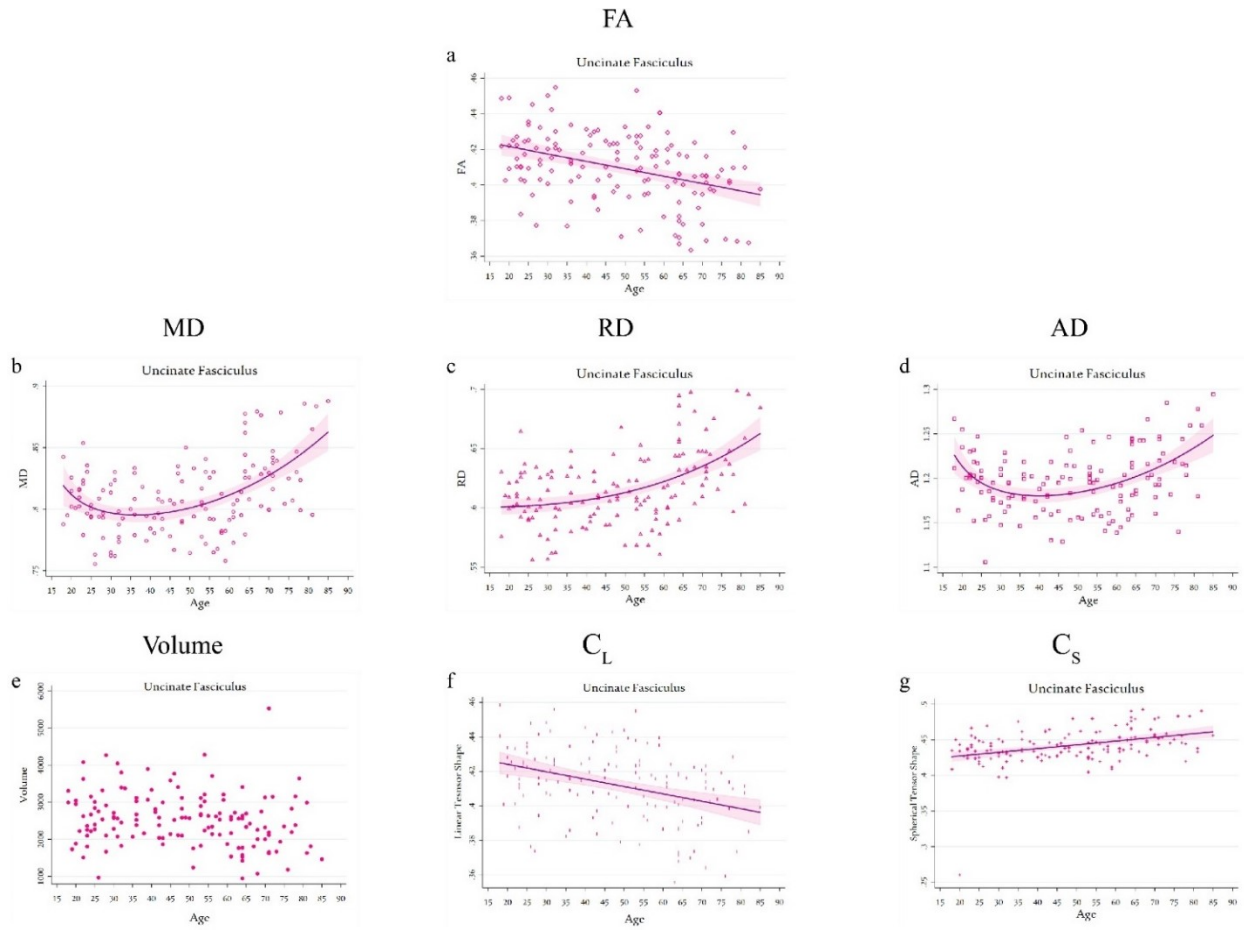 FA
a
Uncinate Fasciculus
FA
.46
.44
.42
.4
.38
.36
15 20 25 30 35 40 45 50 55 60 65 70 75 80 85 90
Age
MD
b
Uncinate Fasciculus
MD
.9
.85
.8
.75
15 20 25 30 35 40 45 50 55 60 65 70 75 80 85 90
Age
RD
c
Uncinate Fasciculus
RD
.7
.65
.6
.55
15 20 25 30 35 40 45 50 55 60 65 70 75 80 85 90
Age
AD
d
Uncinate Fasciculus
AD
1.3
1.25
1.2
1.15
1.1
15 20 25 30 35 40 45 50 55 60 65 70 75 80 85 90
Age
Volume
e
Uncinate Fasciculus
Volume
6000
5000
4000
3000
2000
1000
15 20 25 30 35 40 45 50 55 60 65 70 75 80 85 90
Age
C_L
f
Uncinate Fasciculus
Linear Tesnsor Shape
.46
.44
.42
.4
.38
.36
15 20 25 30 35 40 45 50 55 60 65 70 75 80 85 90
Age
C_S
g
Uncinate Fasciculus
Spherical Tensor Shape
.5
.45
.4
.35
.3
.25
15 20 25 30 35 40 45 50 55 60 65 70 75 80 85 90
Age